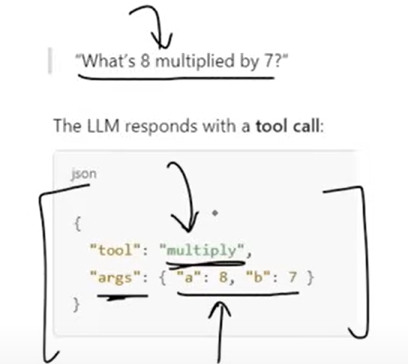 "What's 8 multiplied by 7?"
The LLM responds with a tool call:
json
{
"tool": "multiply",
"args": { "a": 8, "b": 7 }
}